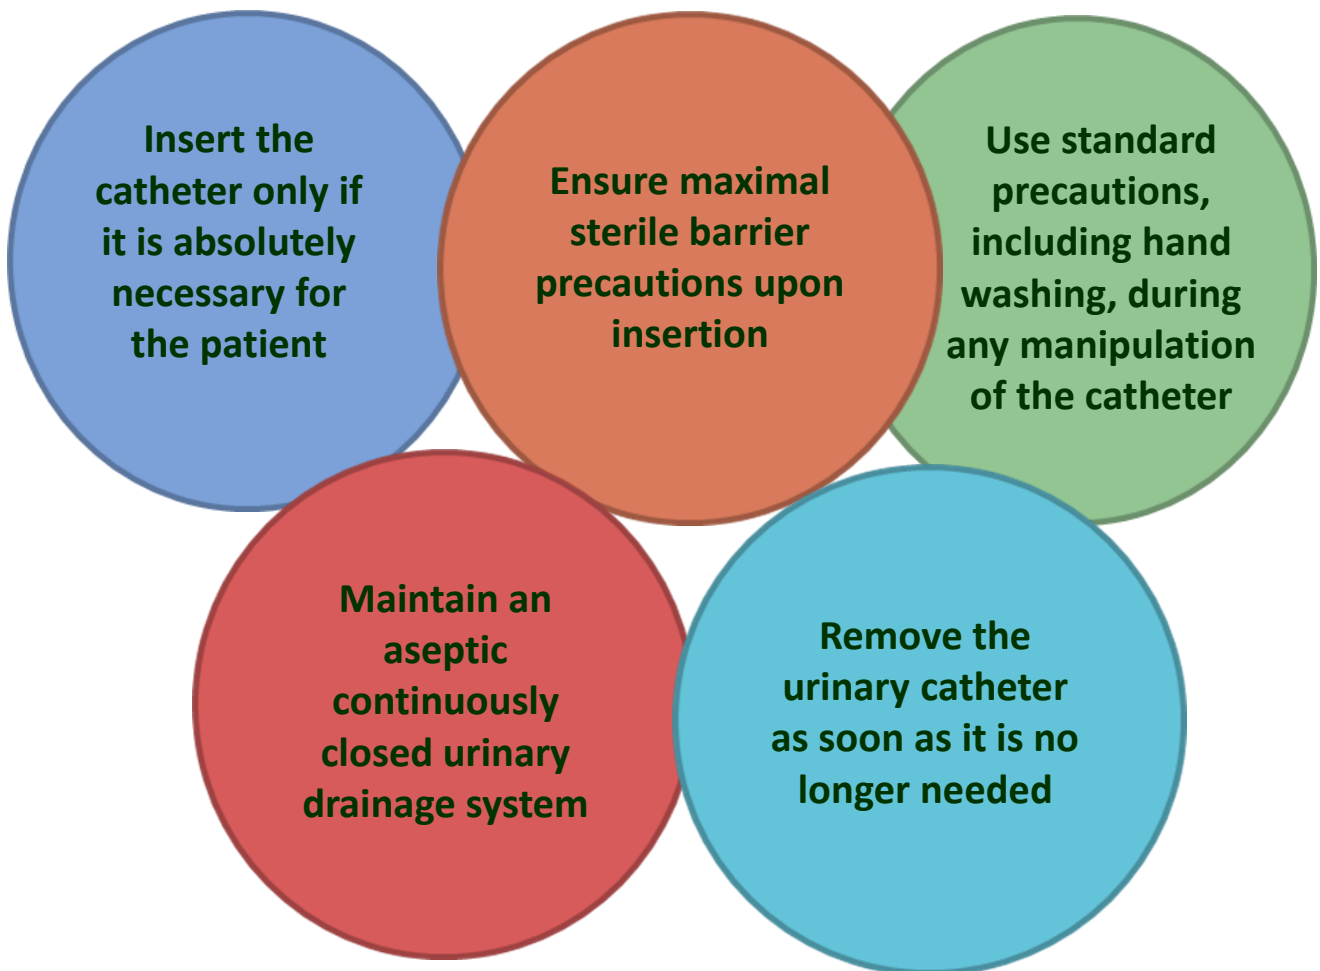 Insert the
catheter only if
it is absolutely
necessary for
the patient
Ensure maximal
sterile barrier
precautions upon
insertion
Use standard
precautions,
including hand
washing, during
any manipulation
of the catheter
Maintain an
aseptic
continuously
closed urinary
drainage system
Remove the
urinary catheter
as soon as it is no
longer needed